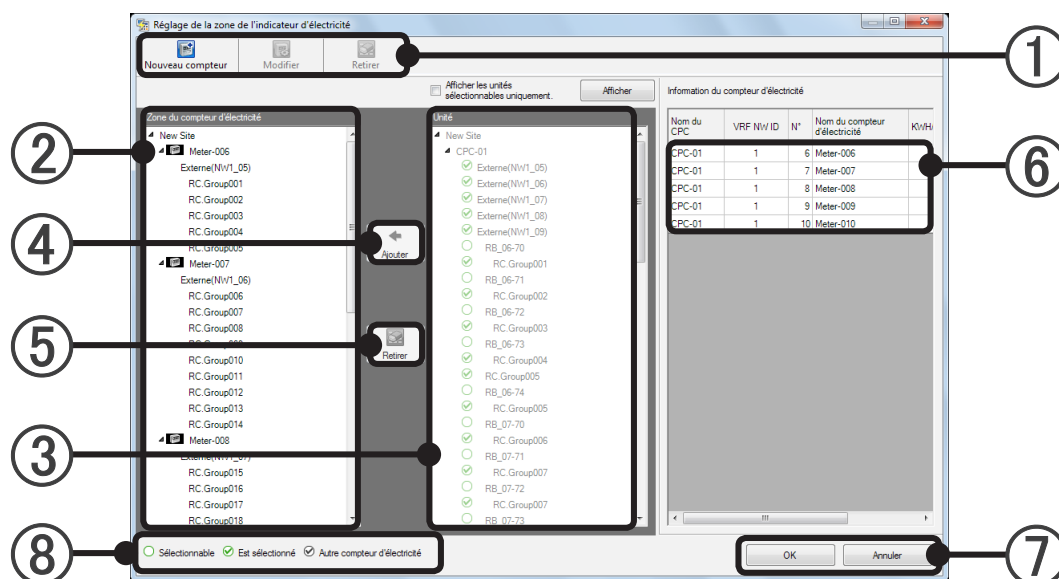 Réglage de la zone de l'indicateur d'électricité
Nouveau compteur Modifier Retirer
1
Afficher les unités sélectionnables uniquement.
Afficher
Infomation du compteur d'électricité
Zone du compteur d'électricité
New Site
Meter-006
Externe(NW1_05)
RC.Group001
RC.Group002
RC.Group003
RC.Group004
RC.Group005
Meter-007
Externe(NW1_06)
RC.Group006
RC.Group007
RC.Group008
RC.Group010
RC.Group011
RC.Group012
RC.Group013
RC.Group014
Meter-008
Externe(NW1_07)
RC.Group015
RC.Group016
RC.Group017
RC.Group018
2
4
Ajouter
5
Retirer
3
Unité
New Site
CPC-01
Externe(NW1_05)
Externe(NW1_06)
Externe(NW1_07)
Externe(NW1_08)
Externe(NW1_09)
RB_06-70
RC.Group001
RB_06-71
RC.Group002
RB_06-72
RC.Group003
RB_06-73
RC.Group004
RC.Group005
RB_06-74
RC.Group005
RB_07-70
RC.Group006
RB_07-71
RC.Group007
RB_07-72
RC.Group007
RB_07-73
Nom du CPC VRF NW ID N° Nom du compteur d'électricité KWH/
CPC-01 1 6 Meter-006
CPC-01 1 7 Meter-007
CPC-01 1 8 Meter-008
CPC-01 1 9 Meter-009
CPC-01 1 10 Meter-010
6
8
Sélectionnable Est sélectionné Autre compteur d'électricité
OK Annuler
7